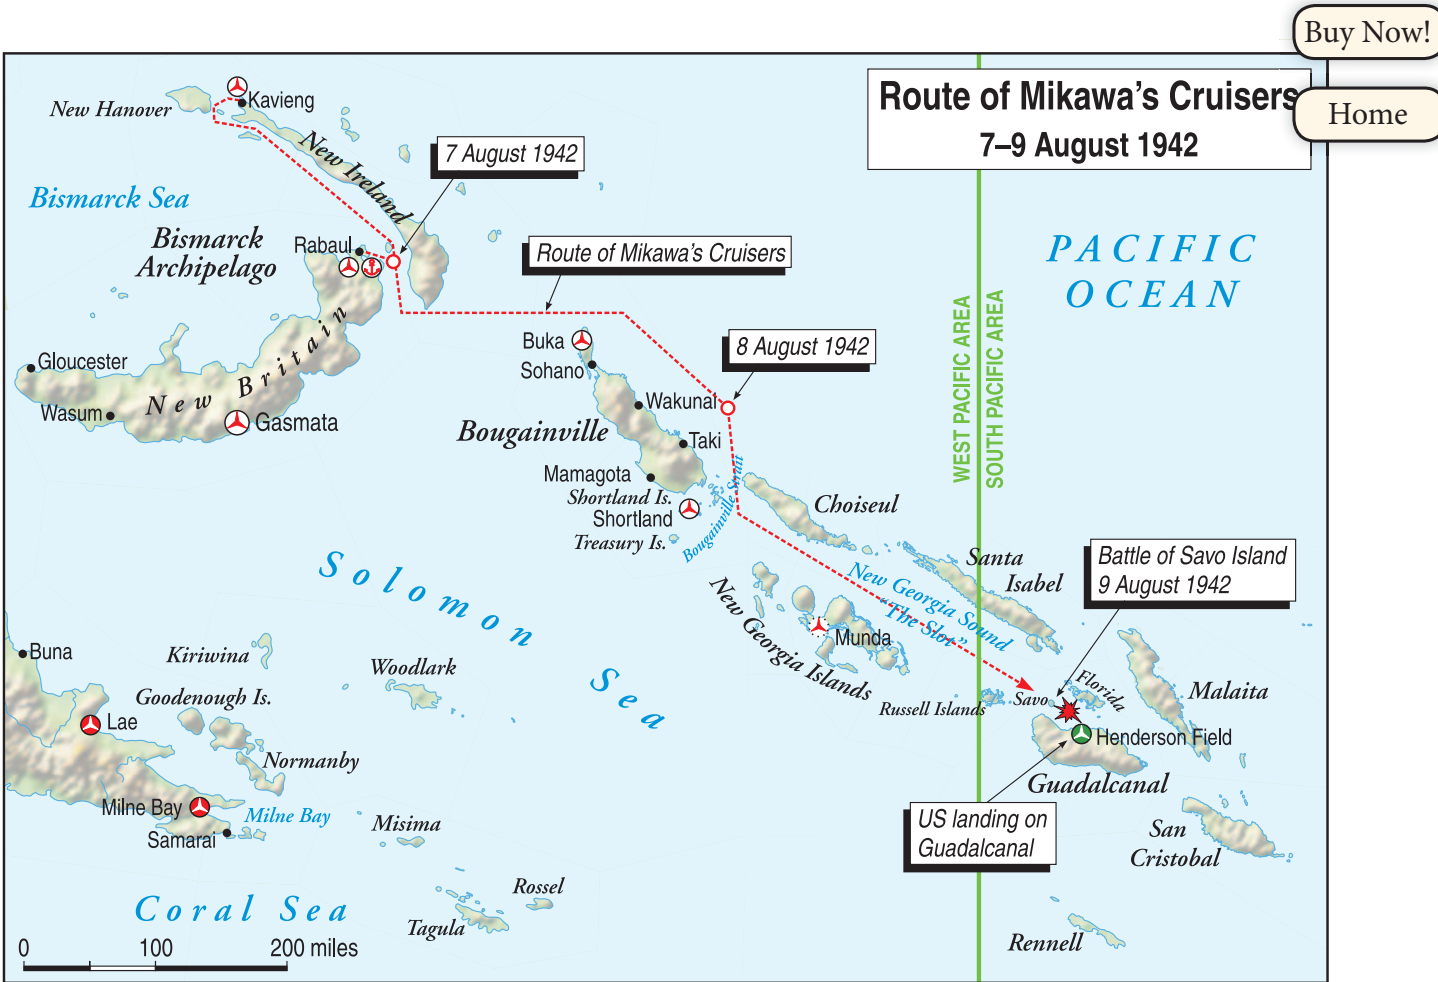 Buy Now!
Home
Route of Mikawa's Cruisers
7–9 August 1942
New Hanover
Kavieng
New Ireland
7 August 1942
Bismarck Sea
Bismarck
Archipelago
Rabaul
Route of Mikawa's Cruisers
PACIFIC
OCEAN
WEST PACIFIC AREA
SOUTH PACIFIC AREA
Buka
Sohano
8 August 1942
Gloucester
Wasum
New Britain
Gasmata
Wakunai
Bougainville
Taki
Mamagota
Shortland Is.
Shortland
Treasury Is.
Bougainville Strait
Choiseul
Santa
Isabel
Battle of Savo Island
9 August 1942
Solomon Sea
New Georgia Sound
"The Slot"
New Georgia Islands
Munda
Buna
Kiriwina
Woodlark
Goodenough Is.
Lae
Normanby
Russell Islands
Savo
Florida
Malaita
Henderson Field
Guadalcanal
Milne Bay
Milne Bay
Samarai
Misima
US landing on
Guadalcanal
San
Cristobal
Coral Sea
Rossel
Tagula
Rennell
0 100 200 miles